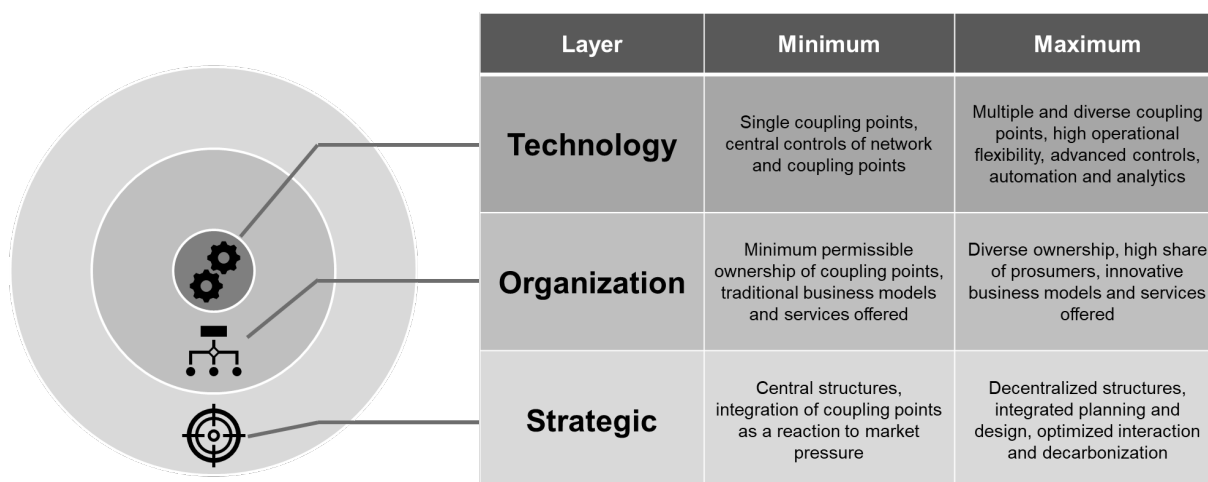 Layer Minimum Maximum
Technology
Single coupling points,
central controls of network
and coupling points
Multiple and diverse coupling
points, high operational
flexibility, advanced controls,
automation and analytics
Organization
Minimum permissible
ownership of coupling points,
traditional business models
and services offered
Diverse ownership, high share
of prosumers, innovative
business models and services
offered
Strategic
Central structures,
integration of coupling points
as a reaction to market
pressure
Decentralized structures,
integrated planning and
design, optimized interaction
and decarbonization